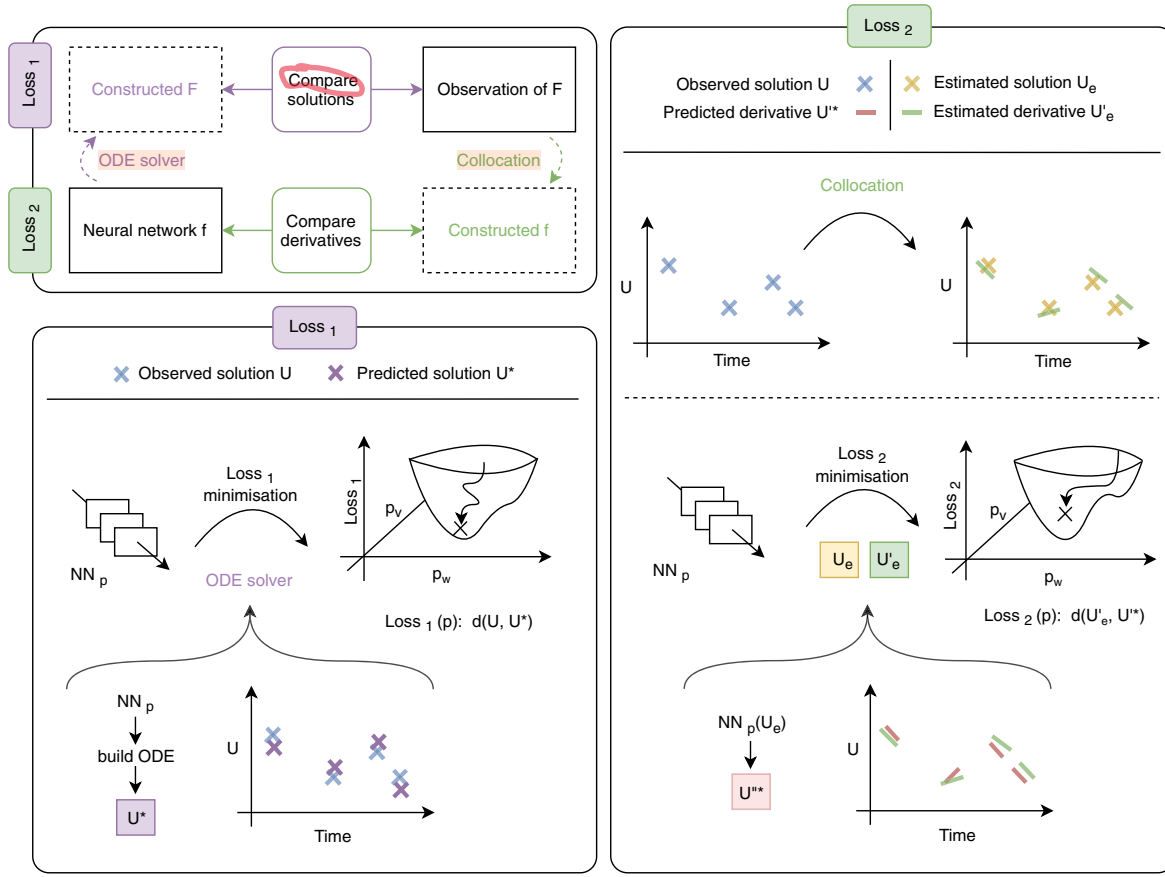 Loss 1
Constructed F
Compare
solutions
Observation of F
ODE solver
Collocation
Loss 2
Neural network f
Compare
derivatives
Constructed f
Loss 1
Observed solution U
Predicted solution U*
NN p
Loss 1
minimisation
ODE solver
Loss 1
p v
p w
Loss 1 (p): d(U, U*)
NN p
build ODE
U*
U
Time
Loss 2
Observed solution U
Estimated solution U e
Predicted derivative U'*
Estimated derivative U' e
Collocation
U
Time
U
Time
NN p
Loss 2
minimisation
U e
U' e
Loss 2
p v
p w
Loss 2 (p): d(U' e, U'*)
NN p(U e)
U"*
U
Time